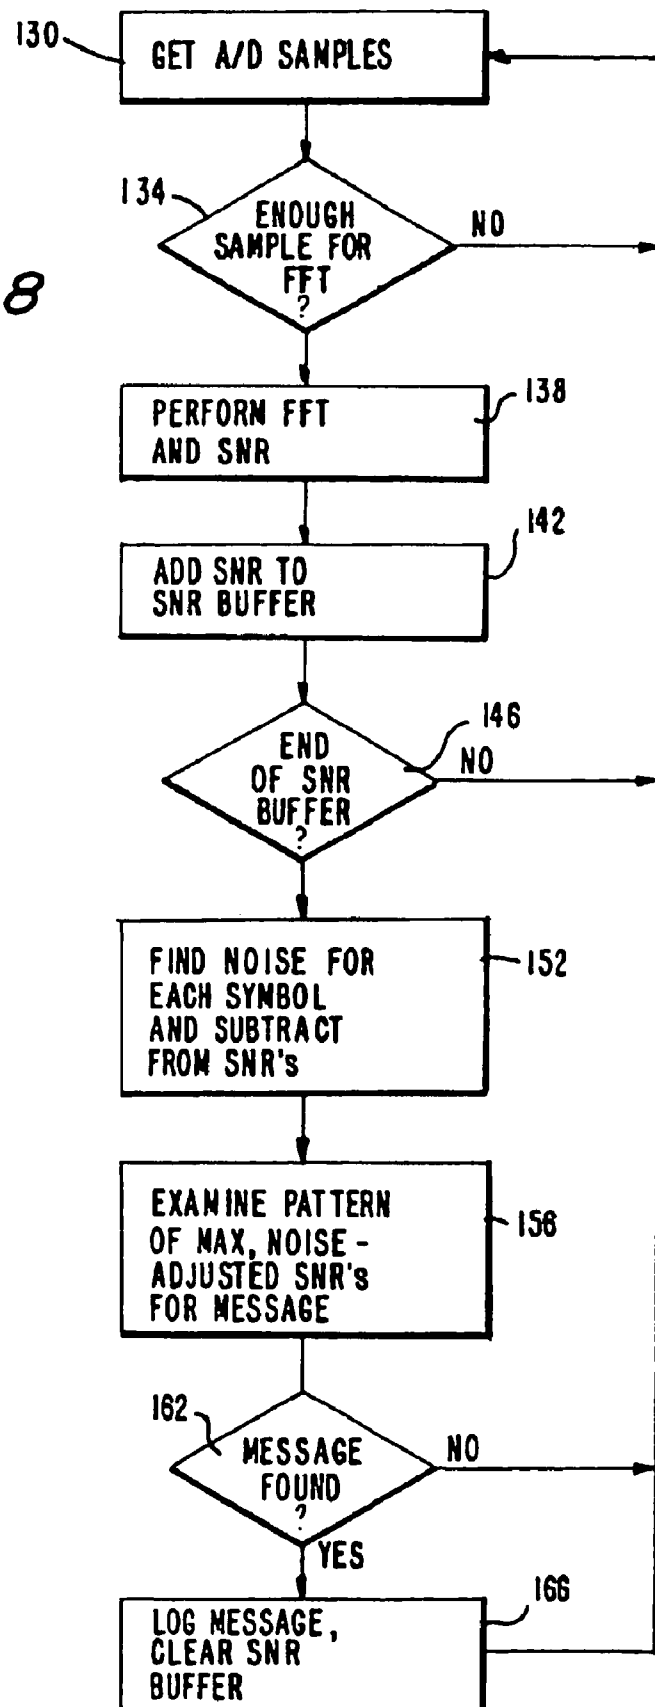 130
GET A/D SAMPLES
134
ENOUGH
SAMPLE FOR
FFT
?
NO
8
138
PERFORM FFT
AND SNR
142
ADD SNR TO
SNR BUFFER
146
END
OF SNR
BUFFER
?
NO
152
FIND NOISE FOR
EACH SYMBOL
AND SUBTRACT
FROM SNR's
156
EXAMINE PATTERN
OF MAX, NOISE-
ADJUSTED SNR's
FOR MESSAGE
162
MESSAGE
FOUND
?
NO
YES
166
LOG MESSAGE,
CLEAR SNR
BUFFER